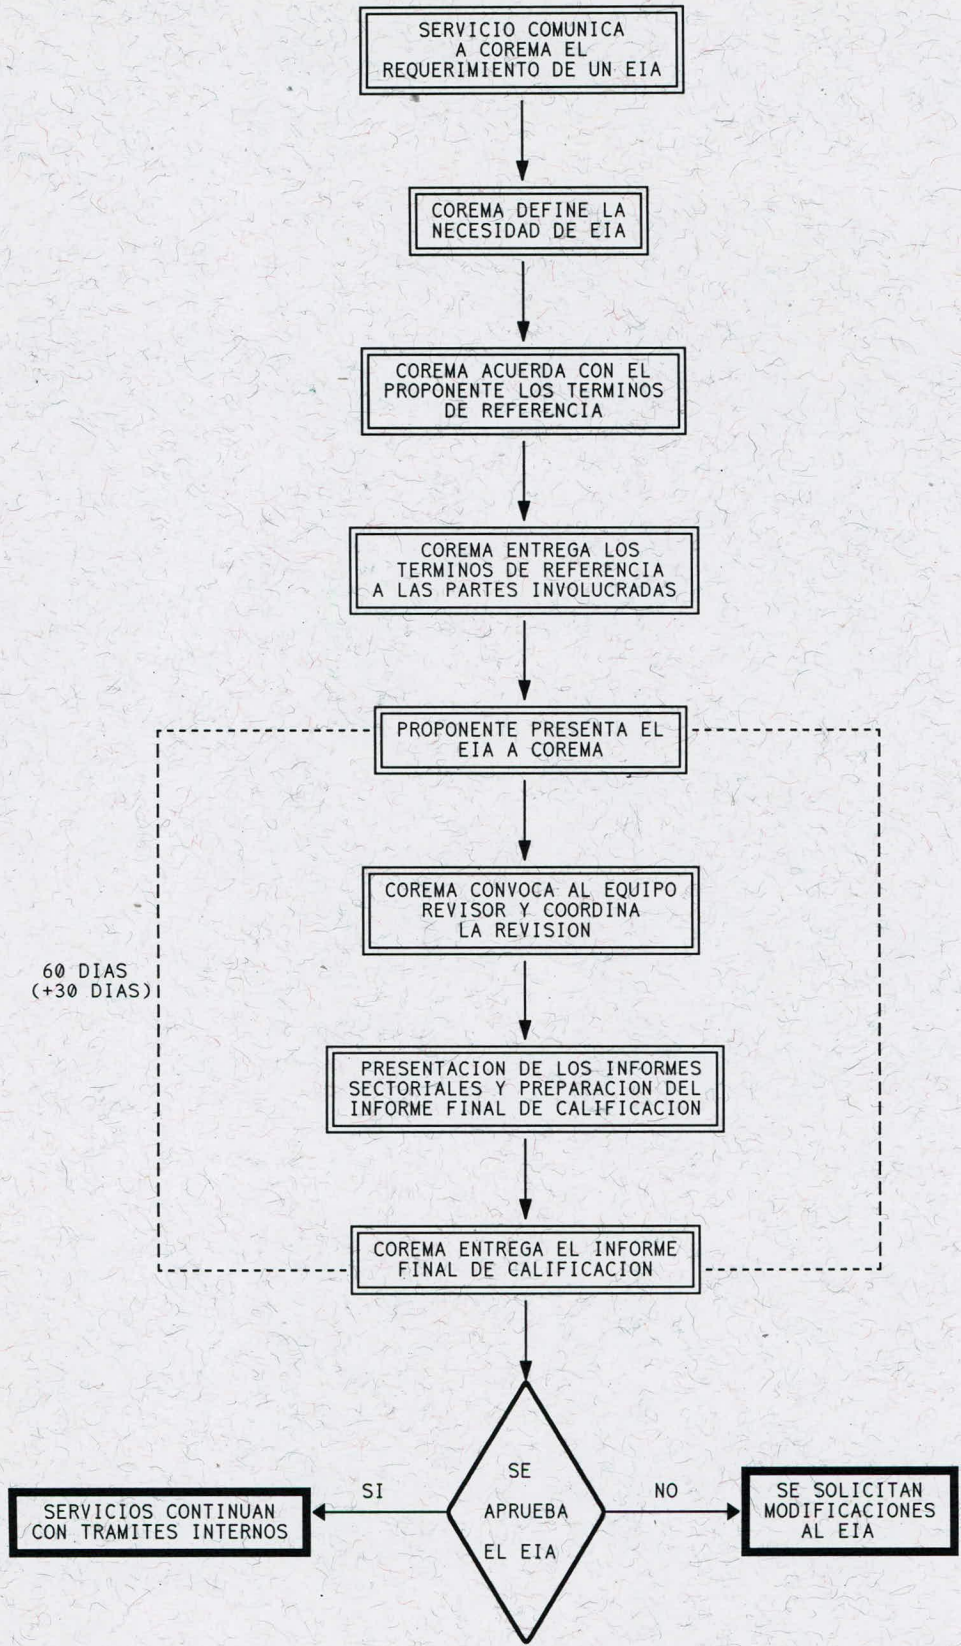 SERVICIO COMUNICA
A COREMA EL
REQUERIMIENTO DE UN EIA
COREMA DEFINE LA
NECESIDAD DE EIA
COREMA ACUERDA CON EL
PROPONENTE LOS TERMINOS
DE REFERENCIA
COREMA ENTREGA LOS
TERMINOS DE REFERENCIA
A LAS PARTES INVOLUCRADAS
PROPONENTE PRESENTA EL
EIA A COREMA
COREMA CONVOCA AL EQUIPO
REVISOR Y COORDINA
LA REVISION
60 DIAS
(+30 DIAS)
PRESENTACION DE LOS INFORMES
SECTORIALES Y PREPARACION DEL
INFORME FINAL DE CALIFICACION
COREMA ENTREGA EL INFORME
FINAL DE CALIFICACION
SE
APRUEBA
EL EIA
SI
SERVICIOS CONTINUAN
CON TRAMITES INTERNOS
NO
SE SOLICITAN
MODIFICACIONES
AL EIA